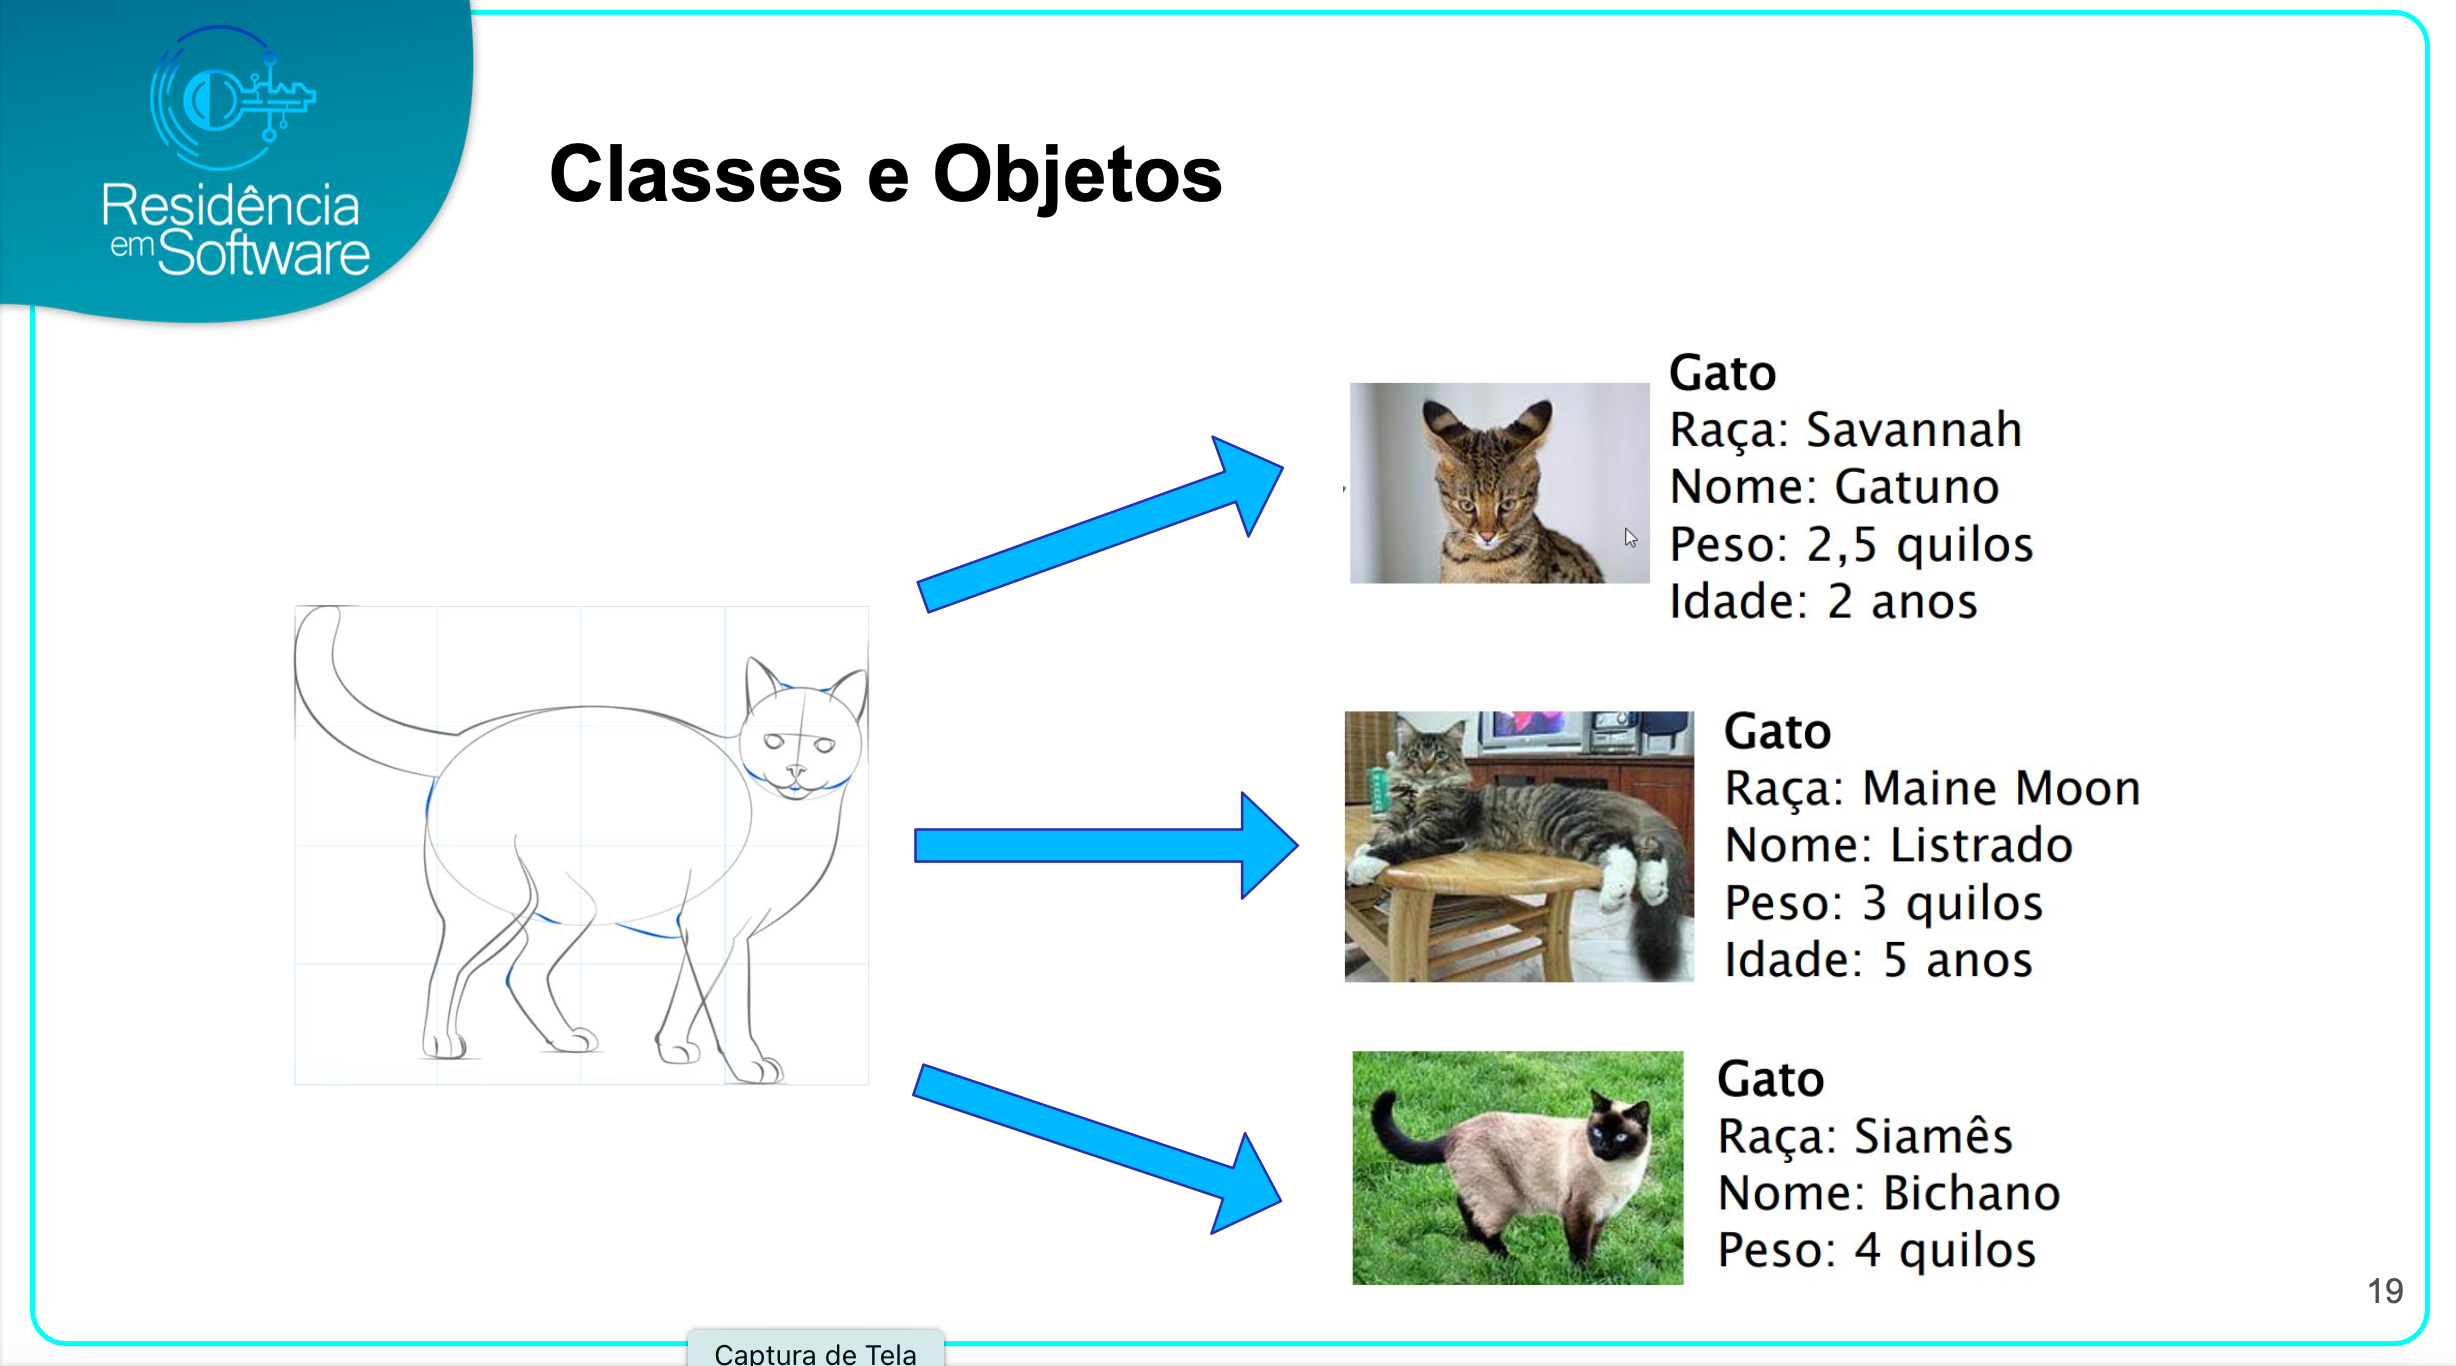 Residência
em Software
Classes e Objetos
Gato
Raça: Savannah
Nome: Gatuno
Peso: 2,5 quilos
Idade: 2 anos
Gato
Raça: Maine Moon
Nome: Listrado
Peso: 3 quilos
Idade: 5 anos
Gato
Raça: Siamês
Nome: Bichano
Peso: 4 quilos
19
Captura de Tela